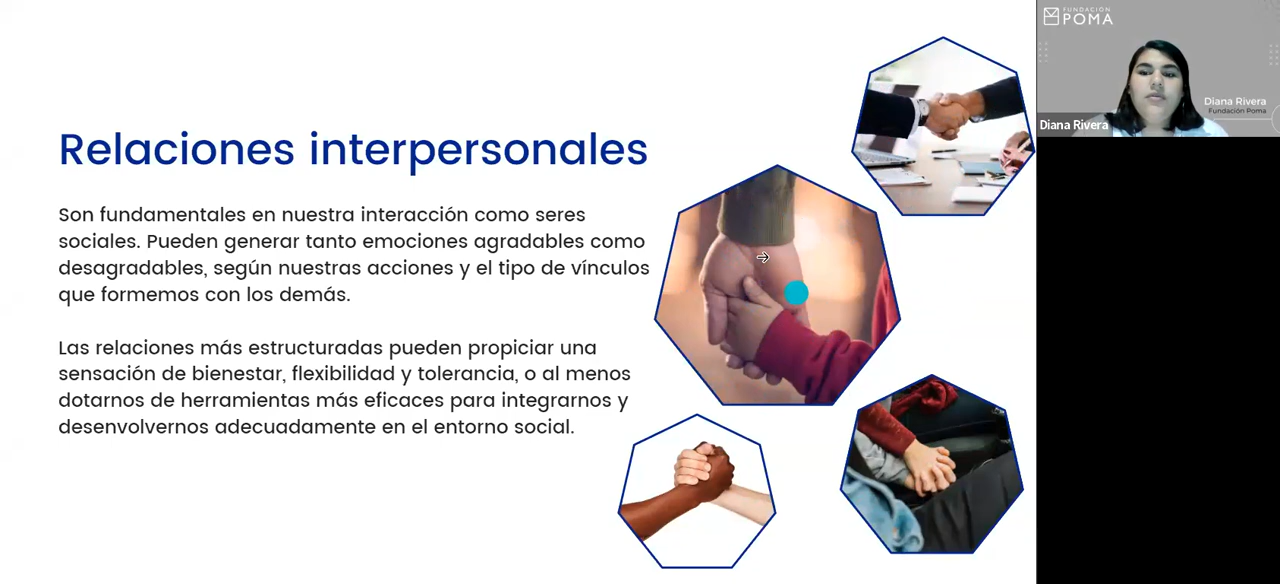 Relaciones interpersonales
Son fundamentales en nuestra interacción como seres
sociales. Pueden generar tanto emociones agradables como
desagradables, según nuestras acciones y el tipo de vínculos
que formemos con los demás.
Las relaciones más estructuradas pueden propiciar una
sensación de bienestar, flexibilidad y tolerancia, o al menos
dotarnos de herramientas más eficaces para integrarnos y
desenvolvernos adecuadamente en el entorno social.
FUNDACIÓN
POMA
Diana Rivera
Fundación Poma
Diana Rivera